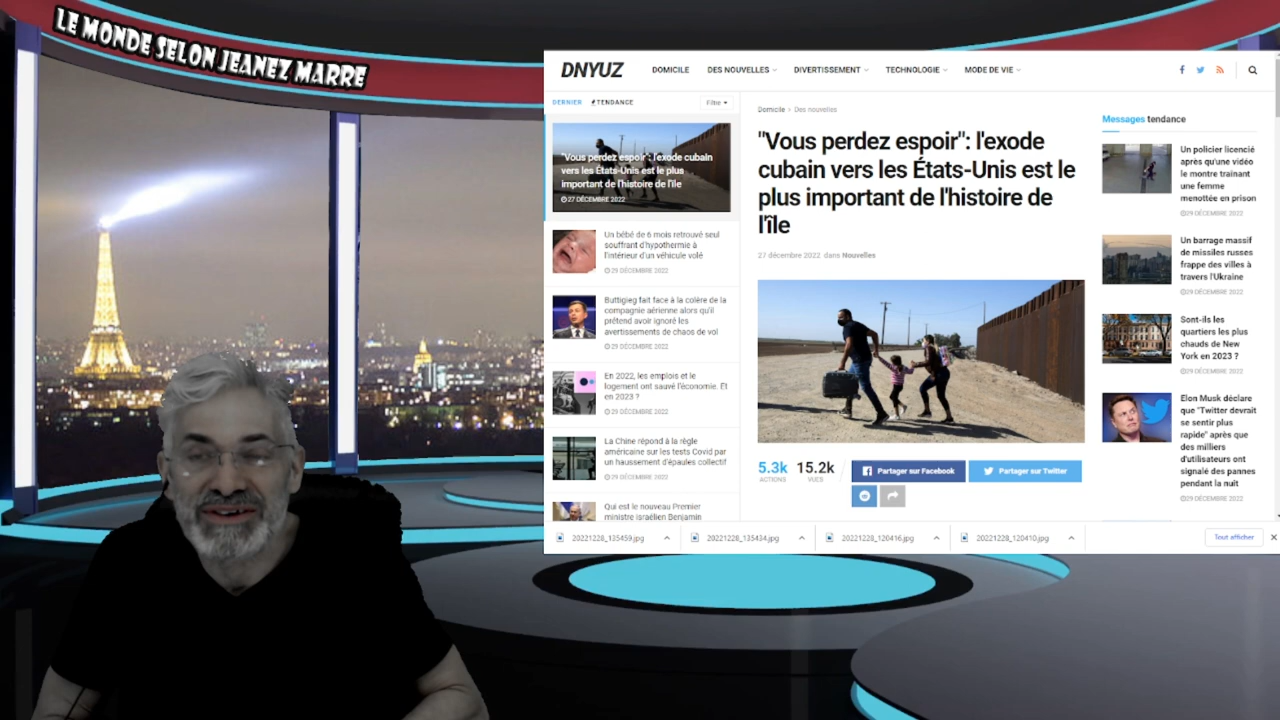 LE MONDE SELON JEANEZ MARRE
DNYUZ
DOMICILE
DES NOUVELLES
DIVERTISSEMENT
TECHNOLOGIE
MODE DE VIE
DERNIER
TENDANCE
Filtre
"Vous perdez espoir": l'exode cubain
vers les États-Unis est le plus
important de l'histoire de l'île
27 DÉCEMBRE 2022
Un bébé de 6 mois retrouvé seul
souffrant d'hypothermie à
l'intérieur d'un véhicule volé
29 DÉCEMBRE 2022
Buttigieg fait face à la colère de la
compagnie aérienne alors qu'il
prétend avoir ignoré les
avertissements de chaos de vol
29 DÉCEMBRE 2022
En 2022, les emplois et le
logement ont sauvé l'économie. Et
en 2023 ?
29 DÉCEMBRE 2022
La Chine répond à la règle
américaine sur les tests Covid par
un haussement d'épaules collectif
29 DÉCEMBRE 2022
Qui est le nouveau Premier
ministre israélien Benjamin
Domicile > Des nouvelles
"Vous perdez espoir": l'exode
cubain vers les États-Unis est le
plus important de l'histoire de
l'île
27 décembre 2022 dans Nouvelles
5.3k
ACTIONS
15.2k
VUES
Partager sur Facebook
Partager sur Twitter
Messages tendance
Un policier licencié
après qu'une vidéo
le montre traînant
une femme
menottée en prison
29 DÉCEMBRE 2022
Un barrage massif
de missiles russes
frappe des villes à
travers l'Ukraine
29 DÉCEMBRE 2022
Sont-ils les
quartiers les plus
chauds de New
York en 2023 ?
29 DÉCEMBRE 2022
Elon Musk déclare
que "Twitter devrait
se sentir plus
rapide" après que
des milliers
d'utilisateurs ont
signalé des pannes
pendant la nuit
29 DÉCEMBRE 2022
20221228_135459.jpg
20221228_135434.jpg
20221228_120416.jpg
20221228_120410.jpg
Tout afficher